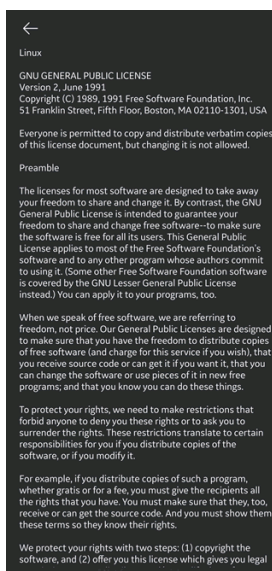 Linux
GNU GENERAL PUBLIC LICENSE
Version 2, June 1991
Copyright (C) 1989, 1991 Free Software Foundation, Inc.
51 Franklin Street, Fifth Floor, Boston, MA 02110-1301, USA
Everyone is permitted to copy and distribute verbatim copies
of this license document, but changing it is not allowed.
Preamble
The licenses for most software are designed to take away
your freedom to share and change it. By contrast, the GNU
General Public License is intended to guarantee your
freedom to share and change free software--to make sure
the software is free for all its users. This General Public
License applies to most of the Free Software Foundation's
software and to any other program whose authors commit
to using it. (Some other Free Software Foundation software
is covered by the GNU Lesser General Public License
instead.) You can apply it to your programs, too.
When we speak of free software, we are referring to
freedom, not price. Our General Public Licenses are designed
to make sure that you have the freedom to distribute copies
of free software (and charge for this service if you wish), that
you receive source code or can get it if you want it, that you
can change the software or use pieces of it in new free
programs; and that you know you can do these things.
To protect your rights, we need to make restrictions that
forbid anyone to deny you these rights or to ask you to
surrender the rights. These restrictions translate to certain
responsibilities for you if you distribute copies of the
software, or if you modify it.
For example, if you distribute copies of such a program,
whether gratis or for a fee, you must give the recipients all
the rights that you have. You must make sure that they, too,
receive or can get the source code. And you must show them
these terms so they know their rights.
We protect your rights with two steps: (1) copyright the
software, and (2) offer you this license which gives you legal